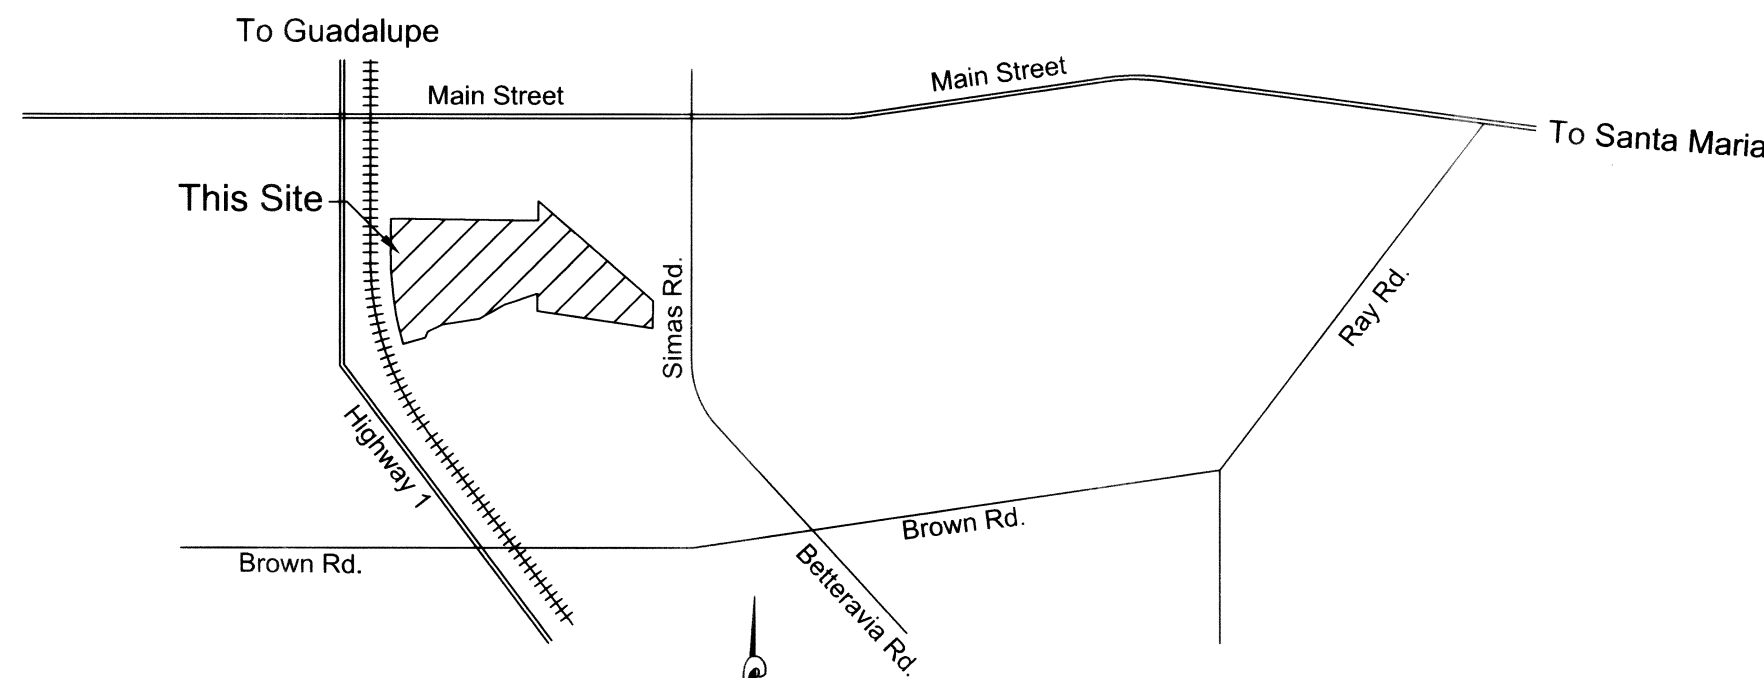 To Guadalupe
Main Street
Main Street
To Santa Maria
This Site
Simas Rd.
Ray Rd.
Highway 1
Brown Rd.
Brown Rd.
Betteravia Rd.